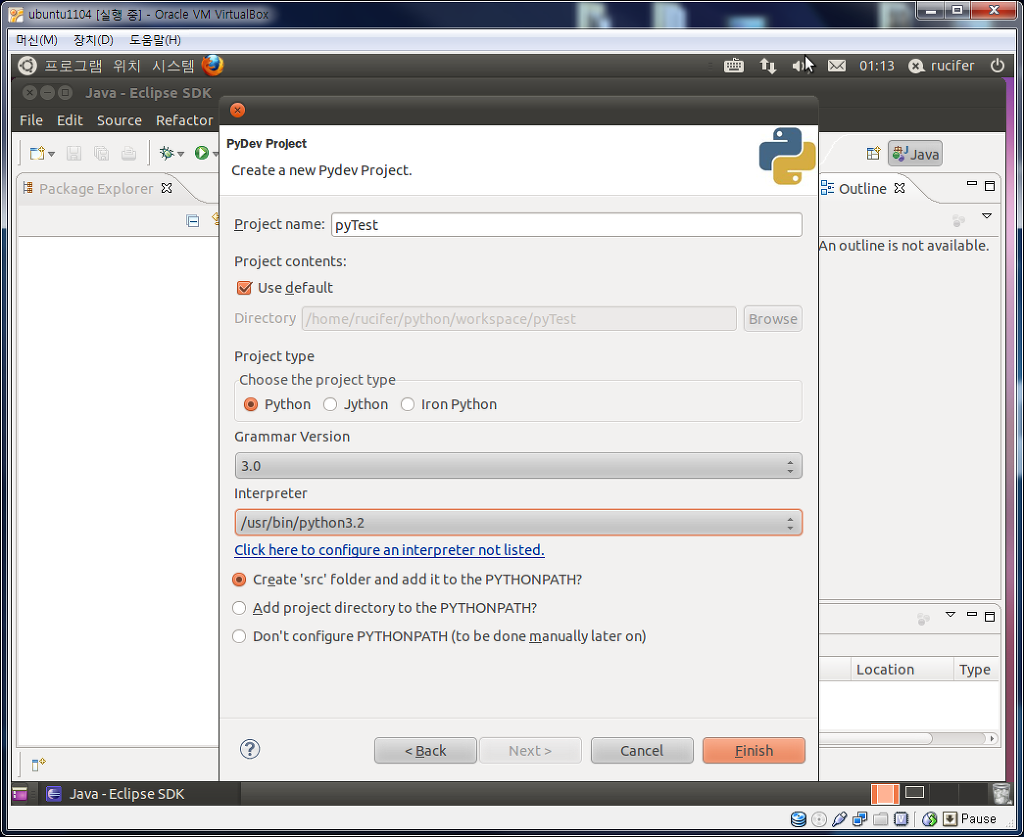 ubuntu1104 [실행 중] - Oracle VM VirtualBox
머신(M) 장치(D) 도움말(H)
프로그램 위치 시스템 01:13 rucifer
Java - Eclipse SDK
File Edit Source Refactor
PyDev Project
Create a new Pydev Project.
Java
Package Explorer
Outline
An outline is not available.
Project name: pyTest
Project contents:
Use default
Directory /home/rucifer/python/workspace/pyTest Browse
Project type
Choose the project type
Python Jython Iron Python
Grammar Version
3.0
Interpreter
/usr/bin/python3.2
Click here to configure an interpreter not listed.
Create 'src' folder and add it to the PYTHONPATH?
Add project directory to the PYTHONPATH?
Don't configure PYTHONPATH (to be done manually later on)
Location Type
< Back Next > Cancel Finish
Java - Eclipse SDK
Pause